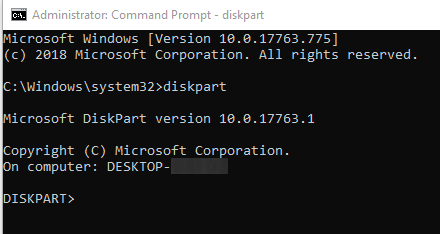 Administrator: Command Prompt - diskpart
Microsoft Windows [Version 10.0.17763.775]
(c) 2018 Microsoft Corporation. All rights reserved.
C:\Windows\system32>diskpart
Microsoft DiskPart version 10.0.17763.1
Copyright (C) Microsoft Corporation.
On computer: DESKTOP-
DISKPART>